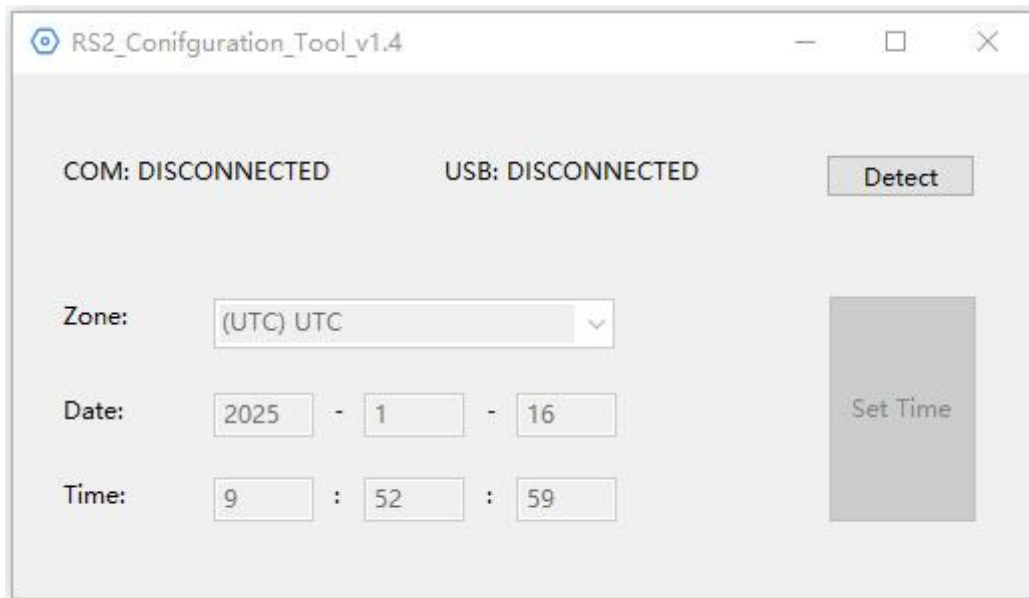 RS2_Conifguration_Tool_v1.4
COM: DISCONNECTED USB: DISCONNECTED Detect
Zone: (UTC) UTC
Date: 2025 - 1 - 16 Set Time
Time: 9 : 52 : 59